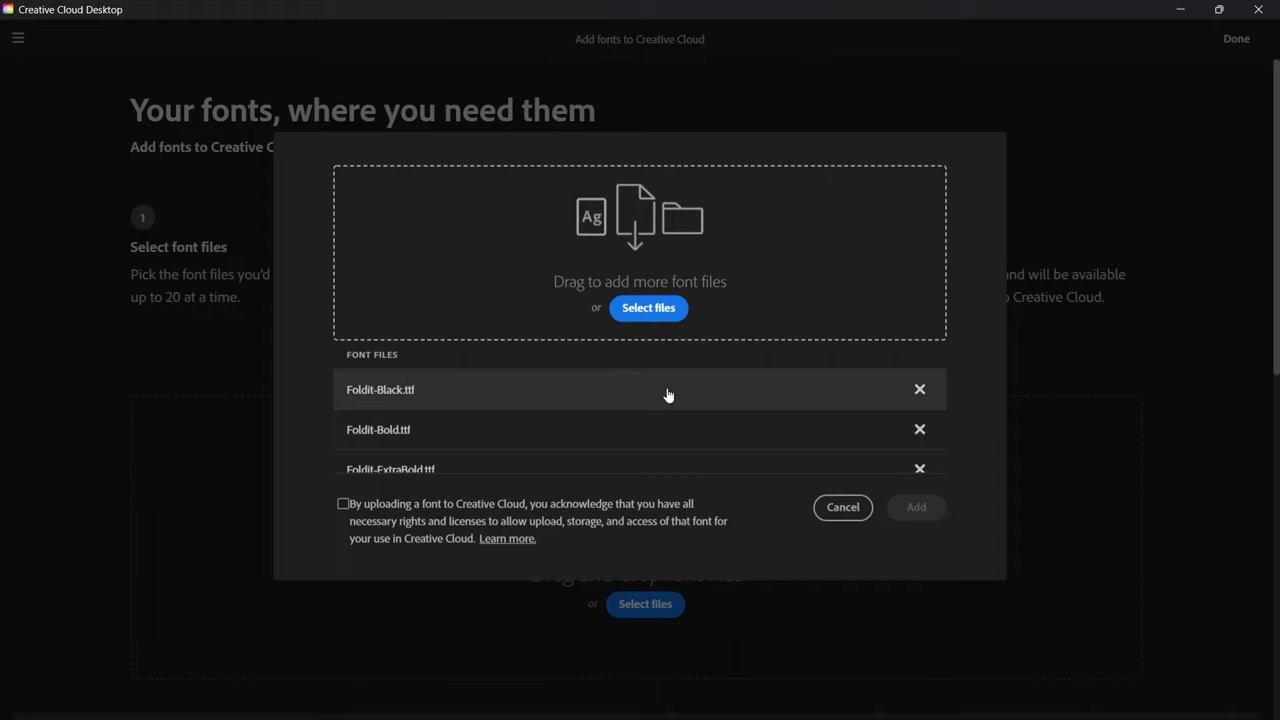 Creative Cloud Desktop
Add fonts to Creative Cloud
Done
Your fonts, where you need them
Add fonts to Creative C
1
Select font files
Pick the font files you'd
up to 20 at a time.
nd will be available
Creative Cloud.
Ag
Drag to add more font files
or Select files
FONT FILES
Foldit-Black.ttf
Foldit-Bold.ttf
Foldit-ExtraBold.ttf
By uploading a font to Creative Cloud, you acknowledge that you have all
necessary rights and licenses to allow upload, storage, and access of that font for
your use in Creative Cloud. Learn more.
Cancel
Add
or Select files